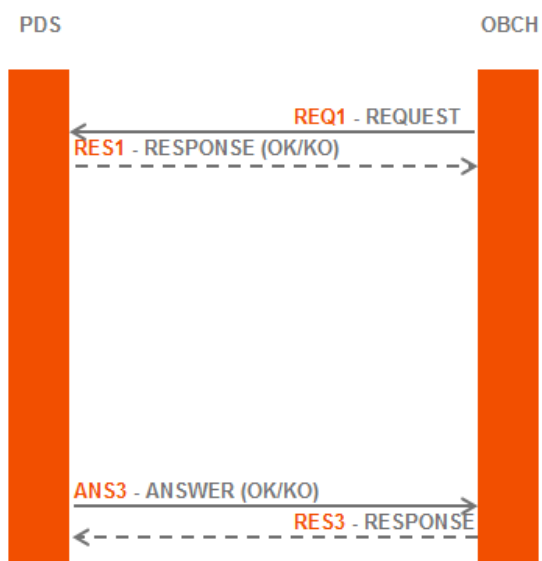 PDS OBCH
REQ1 - REQUEST
RES1 - RESPONSE (OK/KO)
ANS3 - ANSWER (OK/KO)
RES3 - RESPONSE